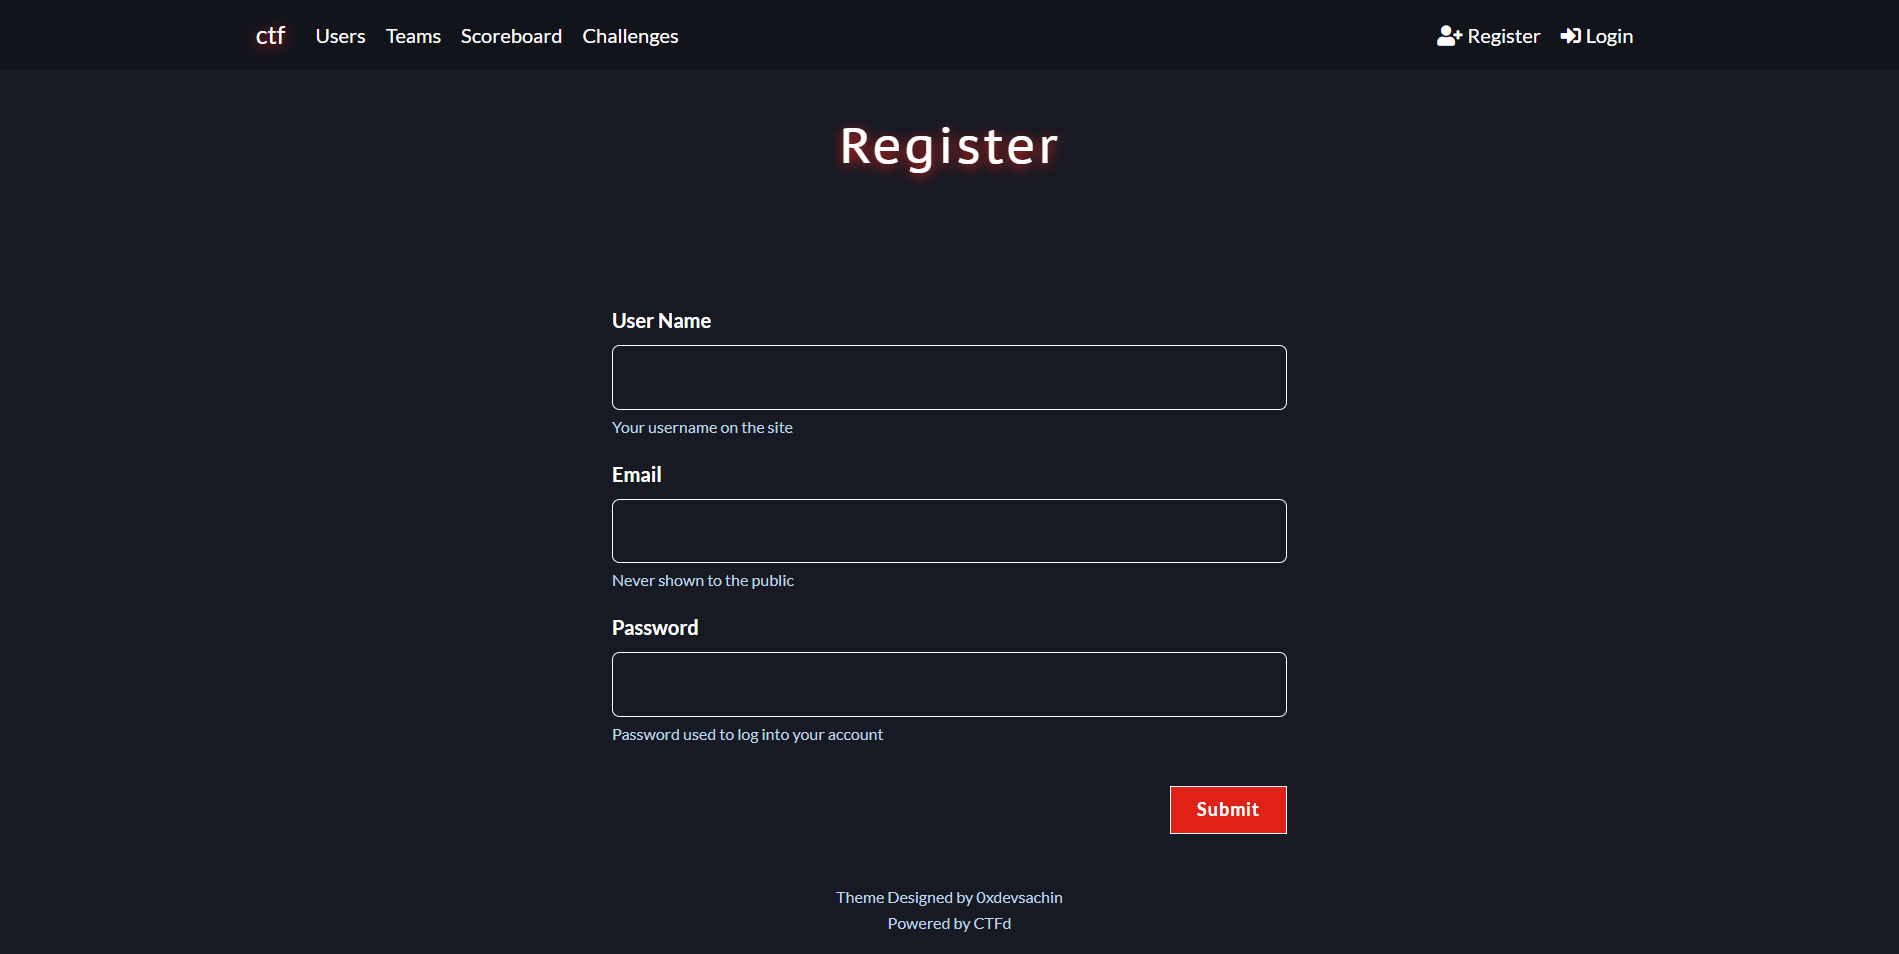 ctf Users Teams Scoreboard Challenges Register Login
Register
User Name
Your username on the site
Email
Never shown to the public
Password
Password used to log into your account
Submit
Theme Designed by 0xdevsachin
Powered by CTFd